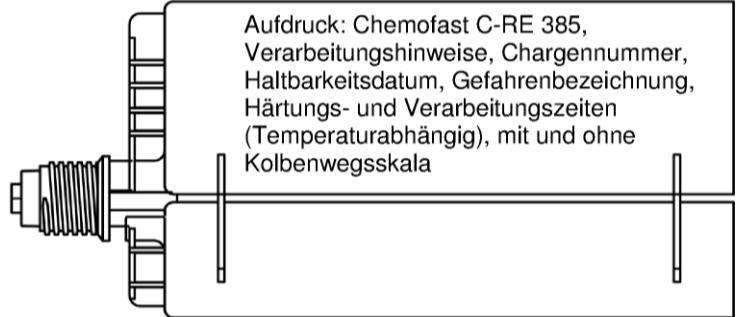 Aufdruck: Chemofast C-RE 385,
Verarbeitungshinweise, Chargennummer,
Haltbarkeitsdatum, Gefahrenbezeichnung,
Härtungs- und Verarbeitungszeiten
(Temperaturabhängig), mit und ohne
Kolbenwegsskala